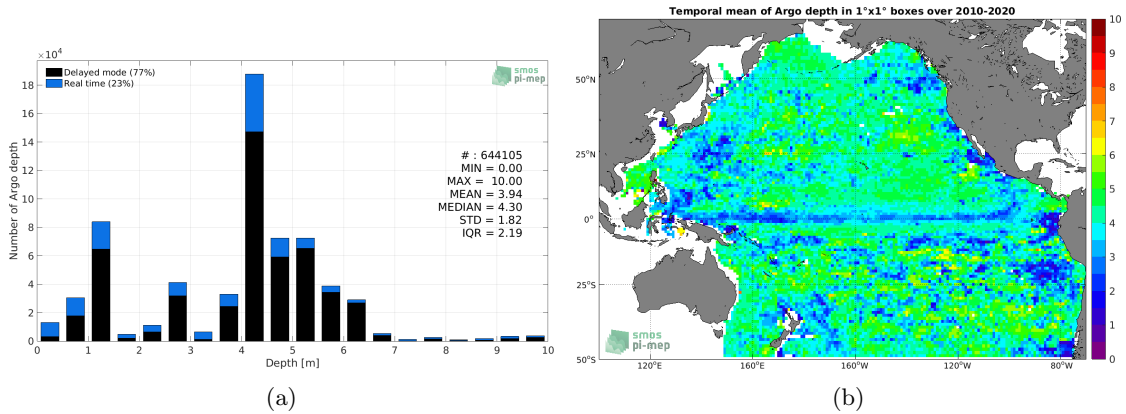 ×10⁴
Delayed mode (77%)
Real time (23%)
smos
pi-mep
18
16
14
12
10
8
6
4
2
0
Number of Argo depth
# : 644105
MIN = 0.00
MAX = 10.00
MEAN = 3.94
MEDIAN = 4.30
STD = 1.82
IQR = 2.19
0 1 2 3 4 5 6 7 8 9 10
Depth [m]
(a)
Temporal mean of Argo depth in 1°x1° boxes over 2010-2020
50°N
25°N
0°
25°S
50°S
120°E 160°E 160°W 120°W 80°W
smos
pi-mep
10
9
8
7
6
5
4
3
2
1
0
(b)